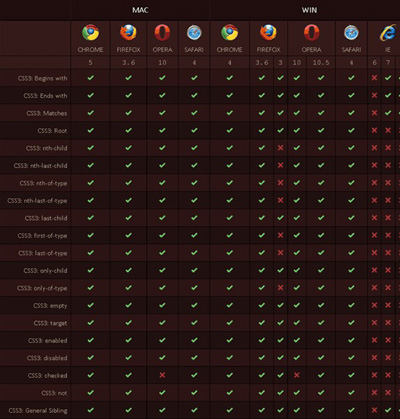 MAC WIN
CHROME FIREFOX OPERA SAFARI CHROME FIREFOX OPERA SAFARI IE
5 3.6 10 4 4 3.6 3 10 10.5 4 6 7
CSS3: Begins with
CSS3: Ends with
CSS3: Matches
CSS3: Root
CSS3: nth-child
CSS3: nth-last-child
CSS3: nth-of-type
CSS3: nth-last-of-type
CSS3: last-child
CSS3: first-of-type
CSS3: last-of-type
CSS3: only-child
CSS3: only-of-type
CSS3: empty
CSS3: target
CSS3: enabled
CSS3: disabled
CSS3: checked
CSS3: not
CSS3: General Sibling